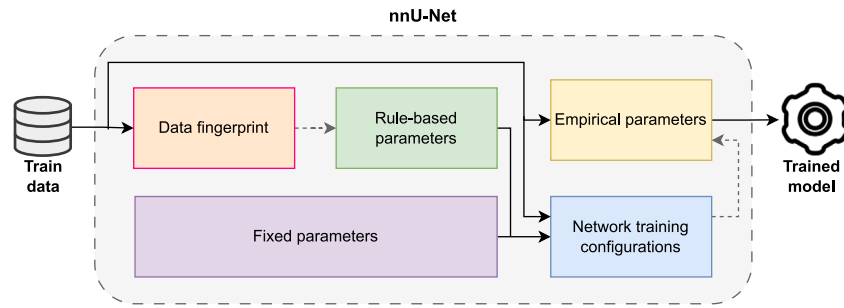 nnU-Net
Data fingerprint
Rule-based
parameters
Empirical parameters
Train
data
Trained
model
Fixed parameters
Network training
configurations